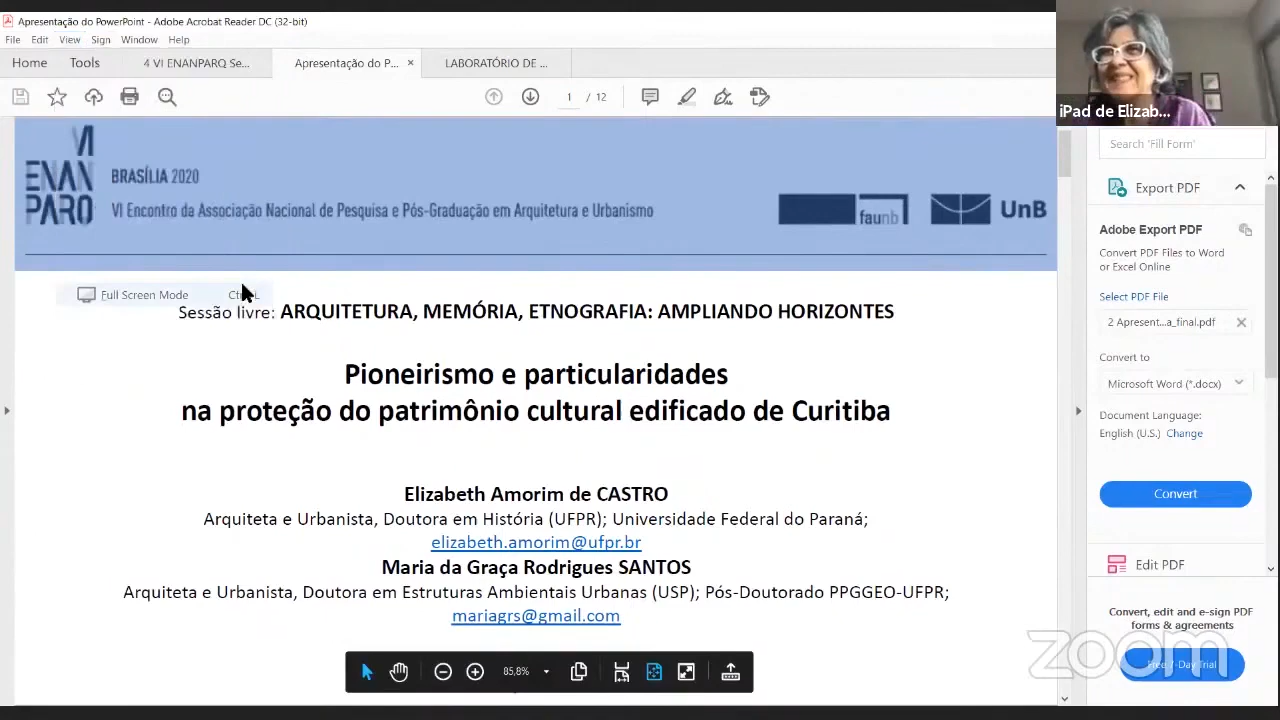 Apresentação do PowerPoint - Adobe Acrobat Reader DC (32-bit)
File Edit View Sign Window Help
Home Tools 4 VI ENANPARQ Se... Apresentação do P... × LABORATÓRIO DE ...
1 / 12
iPad de Elizab...
Search 'Fill Form'
VI
ENAN
PARQ
BRASÍLIA 2020
VI Encontro da Associação Nacional de Pesquisa e Pós-Graduação em Arquitetura e Urbanismo
faunb
UnB
Full Screen Mode
Sessão livre: ARQUITETURA, MEMÓRIA, ETNOGRAFIA: AMPLIANDO HORIZONTES
Pioneirismo e particularidades
na proteção do patrimônio cultural edificado de Curitiba
Elizabeth Amorim de CASTRO
Arquiteta e Urbanista, Doutora em História (UFPR); Universidade Federal do Paraná;
elizabeth.amorim@ufpr.br
Maria da Graça Rodrigues SANTOS
Arquiteta e Urbanista, Doutora em Estruturas Ambientais Urbanas (USP); Pós-Doutorado PPGGEO-UFPR;
mariagrs@gmail.com
85,8%
Export PDF
Adobe Export PDF
Convert PDF Files to Word
or Excel Online
Select PDF File
2 Apresent...a_final.pdf
Convert to
Microsoft Word (*.docx)
Document Language:
English (U.S.) Change
Convert
Edit PDF
Convert, edit and e-sign PDF
forms & agreements
Free 7-Day Trial
zoom